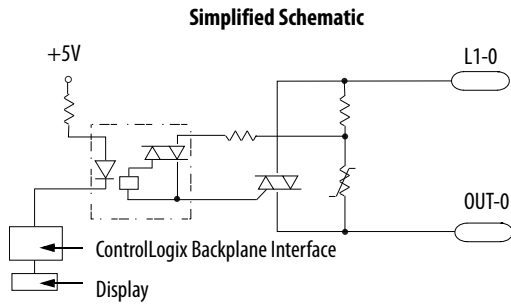 Simplified Schematic
+5V
L1-0
OUT-0
ControlLogix Backplane Interface
Display